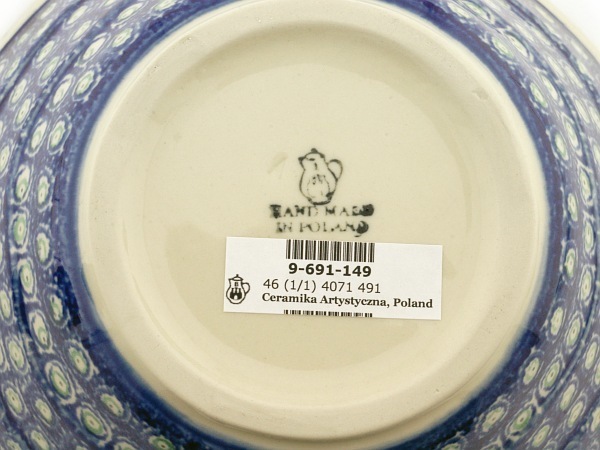 HAND MADE
IN POLAND
9-691-149
46 (1/1) 4071 491
Ceramika Artystyczna, Poland